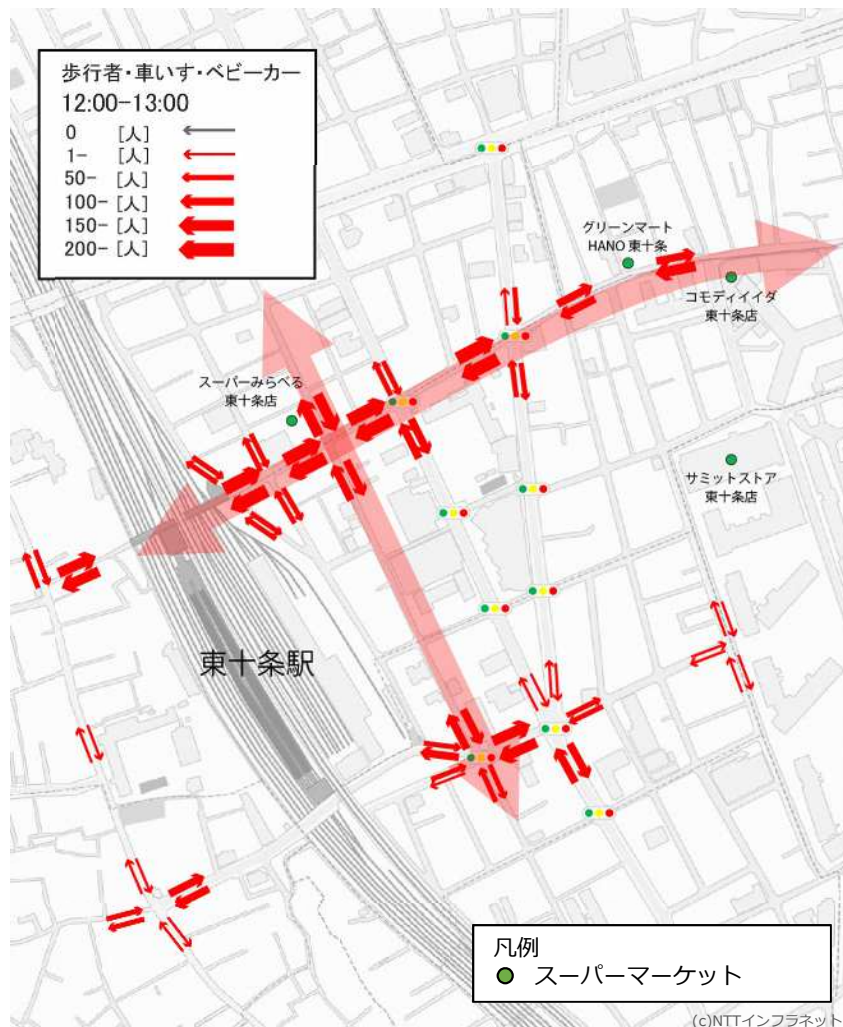 歩行者・車いす・ベビーカー
12:00-13:00
0 [人]
1- [人]
50- [人]
100- [人]
150- [人]
200- [人]
グリーンマート
HANO 東十条
コモディイイダ
東十条店
スーパーみらべる
東十条店
サミットストア
東十条店
東十条駅
凡例
スーパーマーケット
(c)NTTインフラネット